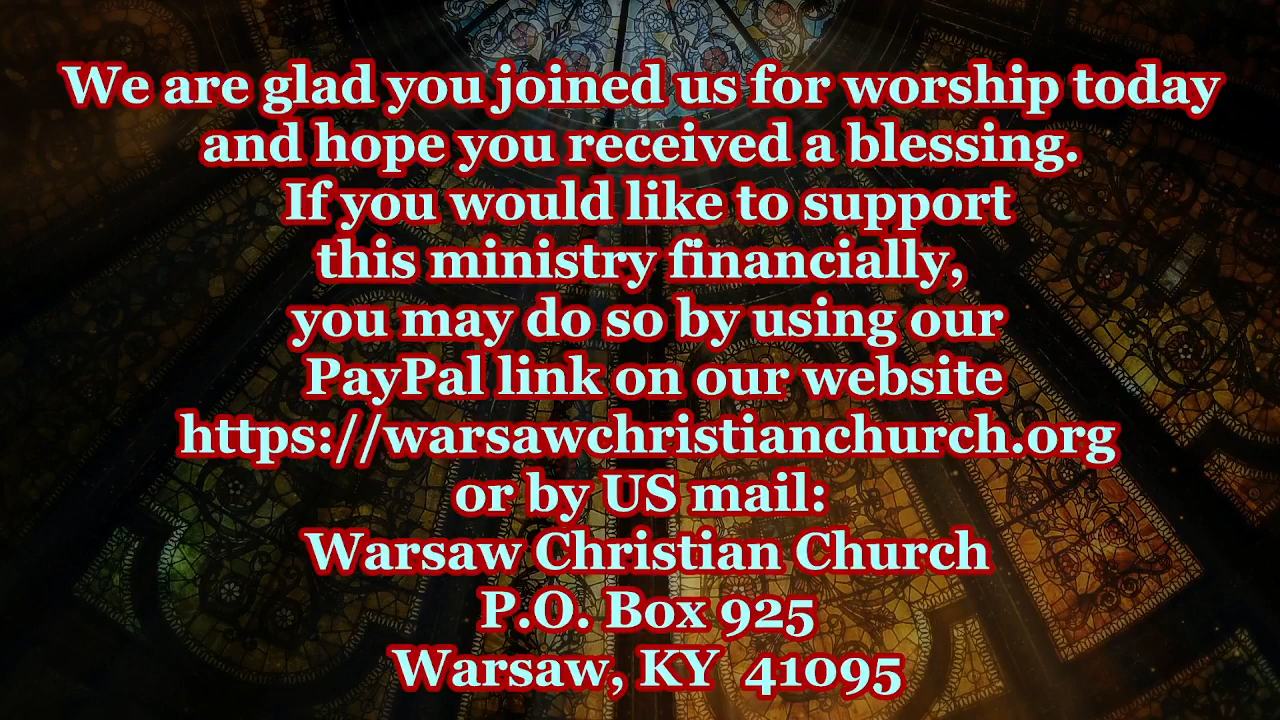 We are glad you joined us for worship today
and hope you received a blessing.
If you would like to support
this ministry financially,
you may do so by using our
PayPal link on our website
https://warsawchristianchurch.org
or by US mail:
Warsaw Christian Church
P.O. Box 925
Warsaw, KY  41095